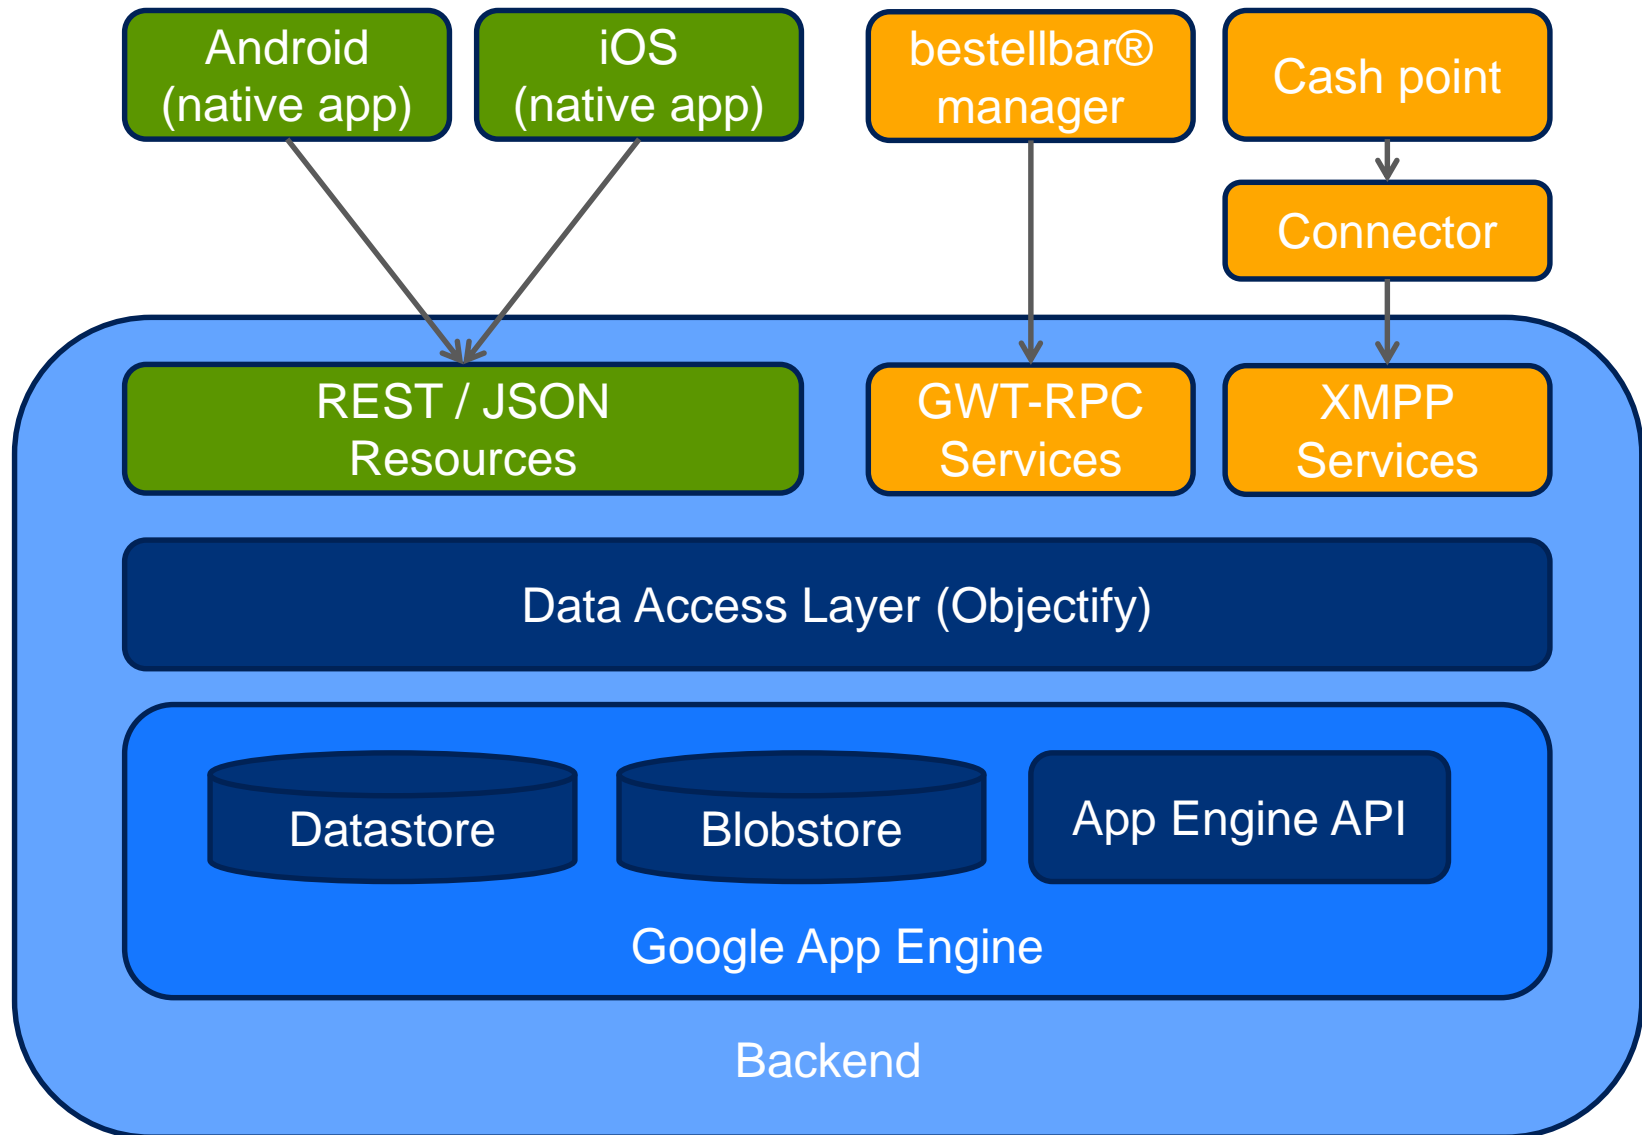 Android
(native app)
iOS
(native app)
bestellbar®
manager
Cash point
Connector
REST / JSON
Resources
GWT-RPC
Services
XMPP
Services
Data Access Layer (Objectify)
Datastore
Blobstore
App Engine API
Google App Engine
Backend